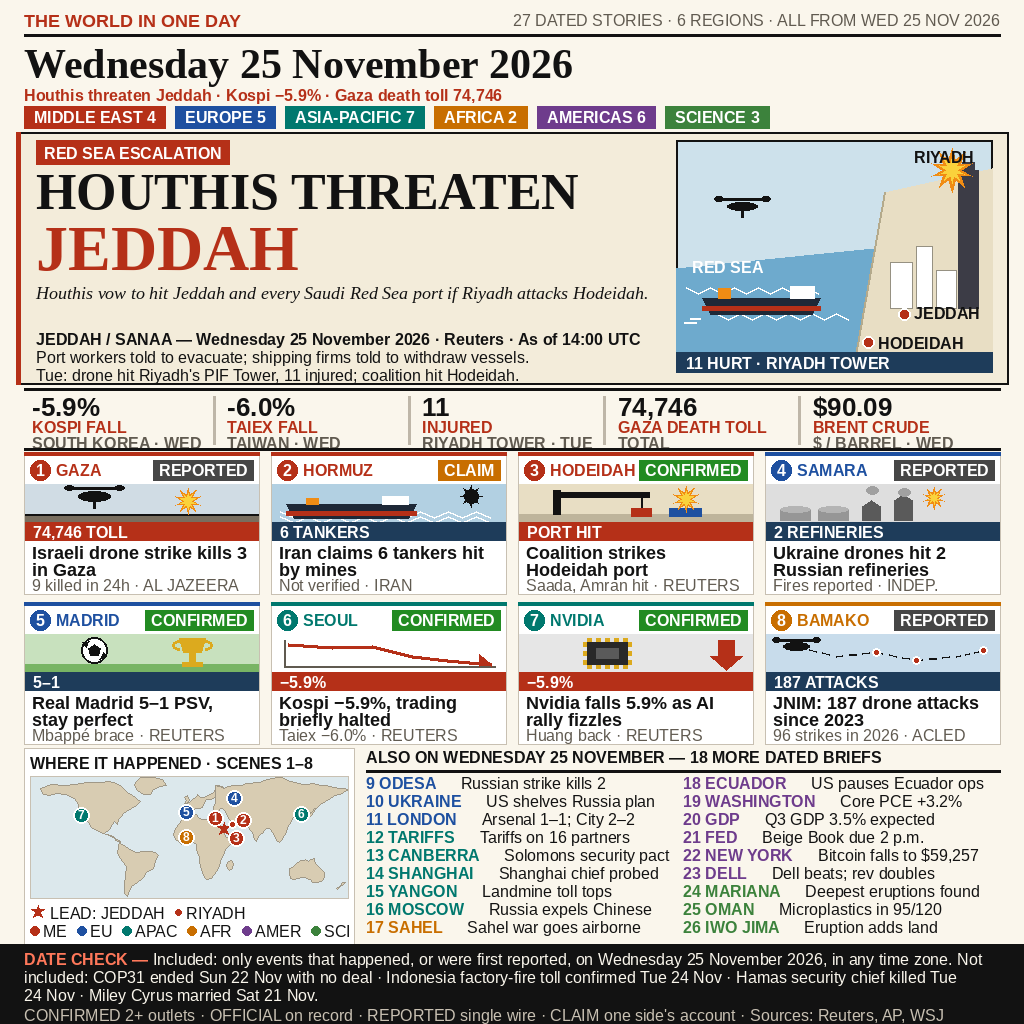 THE WORLD IN ONE DAY
27 DATED STORIES · 6 REGIONS · ALL FROM WED 25 NOV 2026
Wednesday 25 November 2026
Houthis threaten Jeddah · Kospi −5.9% · Gaza death toll 74,746
MIDDLE EAST 4 EUROPE 5 ASIA-PACIFIC 7 AFRICA 2 AMERICAS 6 SCIENCE 3
RED SEA ESCALATION
HOUTHIS THREATEN
JEDDAH
Houthis vow to hit Jeddah and every Saudi Red Sea port if Riyadh attacks Hodeidah.
JEDDAH / SANAA — Wednesday 25 November 2026 · Reuters · As of 14:00 UTC
Port workers told to evacuate; shipping firms told to withdraw vessels.
Tue: drone hit Riyadh's PIF Tower, 11 injured; coalition hit Hodeidah.
RIYADH
RED SEA
JEDDAH
HODEIDAH
11 HURT · RIYADH TOWER
-5.9%
KOSPI FALL
SOUTH KOREA · WED
-6.0%
TAIEX FALL
TAIWAN · WED
11
INJURED
RIYADH TOWER · TUE
74,746
GAZA DEATH TOLL
TOTAL
$90.09
BRENT CRUDE
$ / BARREL · WED
1 GAZA REPORTED
74,746 TOLL
Israeli drone strike kills 3
in Gaza
9 killed in 24h · AL JAZEERA
2 HORMUZ CLAIM
6 TANKERS
Iran claims 6 tankers hit
by mines
Not verified · IRAN
3 HODEIDAH CONFIRMED
PORT HIT
Coalition strikes
Hodeidah port
Saada, Amran hit · REUTERS
4 SAMARA REPORTED
2 REFINERIES
Ukraine drones hit 2
Russian refineries
Fires reported · INDEP.
5 MADRID CONFIRMED
5–1
Real Madrid 5–1 PSV,
stay perfect
Mbappé brace · REUTERS
6 SEOUL CONFIRMED
−5.9%
Kospi −5.9%, trading
briefly halted
Taiex −6.0% · REUTERS
7 NVIDIA CONFIRMED
−5.9%
Nvidia falls 5.9% as AI
rally fizzles
Huang back · REUTERS
8 BAMAKO REPORTED
187 ATTACKS
JNIM: 187 drone attacks
since 2023
96 strikes in 2026 · ACLED
WHERE IT HAPPENED · SCENES 1–8
7 5 4 1 2 6 8 3
LEAD: JEDDAH RIYADH
ME EU APAC AFR AMER SCI
ALSO ON WEDNESDAY 25 NOVEMBER — 18 MORE DATED BRIEFS
9 ODESA Russian strike kills 2
10 UKRAINE US shelves Russia plan
11 LONDON Arsenal 1–1; City 2–2
12 TARIFFS Tariffs on 16 partners
13 CANBERRA Solomons security pact
14 SHANGHAI Shanghai chief probed
15 YANGON Landmine toll tops
16 MOSCOW Russia expels Chinese
17 SAHEL Sahel war goes airborne
18 ECUADOR US pauses Ecuador ops
19 WASHINGTON Core PCE +3.2%
20 GDP Q3 GDP 3.5% expected
21 FED Beige Book due 2 p.m.
22 NEW YORK Bitcoin falls to $59,257
23 DELL Dell beats; rev doubles
24 MARIANA Deepest eruptions found
25 OMAN Microplastics in 95/120
26 IWO JIMA Eruption adds land
DATE CHECK — Included: only events that happened, or were first reported, on Wednesday 25 November 2026, in any time zone. Not
included: COP31 ended Sun 22 Nov with no deal · Indonesia factory-fire toll confirmed Tue 24 Nov · Hamas security chief killed Tue
24 Nov · Miley Cyrus married Sat 21 Nov.
CONFIRMED 2+ outlets · OFFICIAL on record · REPORTED single wire · CLAIM one side's account · Sources: Reuters, AP, WSJ